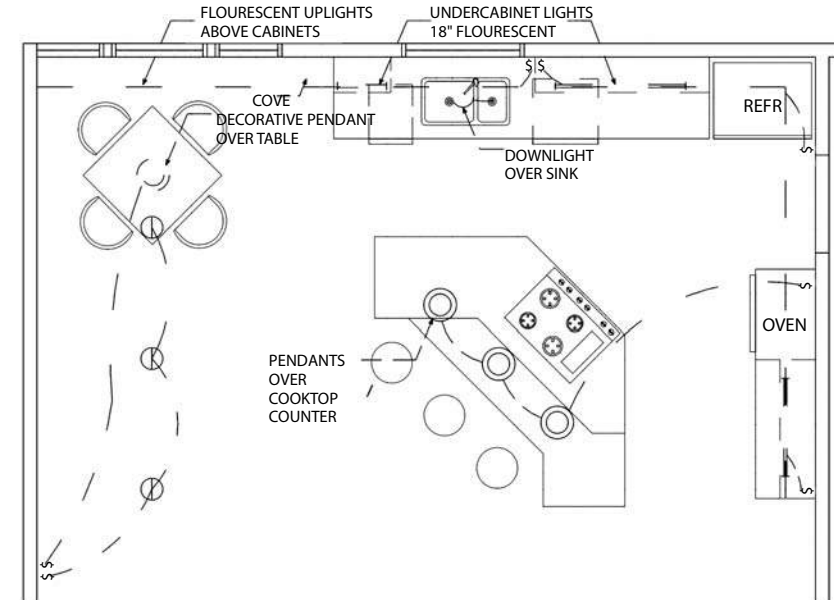 FLOURESCENT UPLIGHTS
ABOVE CABINETS
UNDERCABINET LIGHTS
18" FLOURESCENT
COVE
DECORATIVE PENDANT
OVER TABLE
REFR
DOWNLIGHT
OVER SINK
OVEN
PENDANTS
OVER
COOKTOP
COUNTER
$ $
$
$
$
$
$